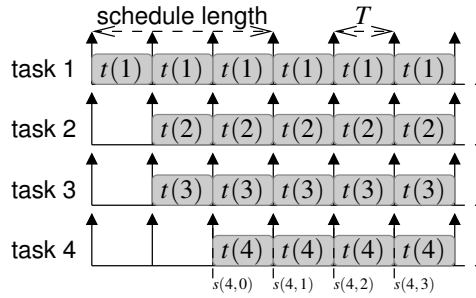 schedule length T
task 1 t(1) t(1) t(1) t(1) t(1) t(1)
task 2 t(2) t(2) t(2) t(2) t(2)
task 3 t(3) t(3) t(3) t(3) t(3)
task 4 t(4) t(4) t(4) t(4)
s(4,0) s(4,1) s(4,2) s(4,3)